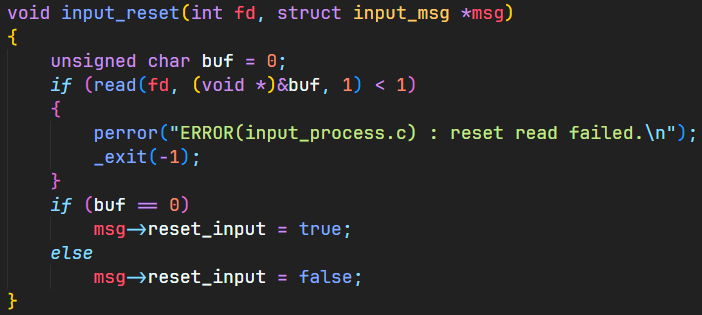 void input_reset(int fd, struct input_msg *msg)
{
    unsigned char buf = 0;
    if (read(fd, (void *)&buf, 1) < 1)
    {
        perror("ERROR(input_process.c) : reset read failed.\n");
        _exit(-1);
    }
    if (buf == 0)
        msg->reset_input = true;
    else
        msg->reset_input = false;
}